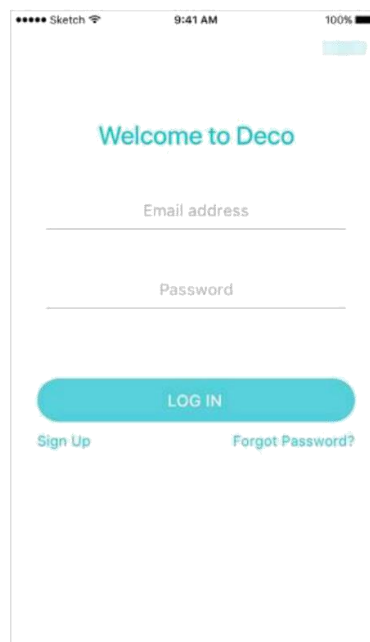 Sketch 9:41 AM 100%
Welcome to Deco
Email address
Password
LOG IN
Sign Up Forgot Password?